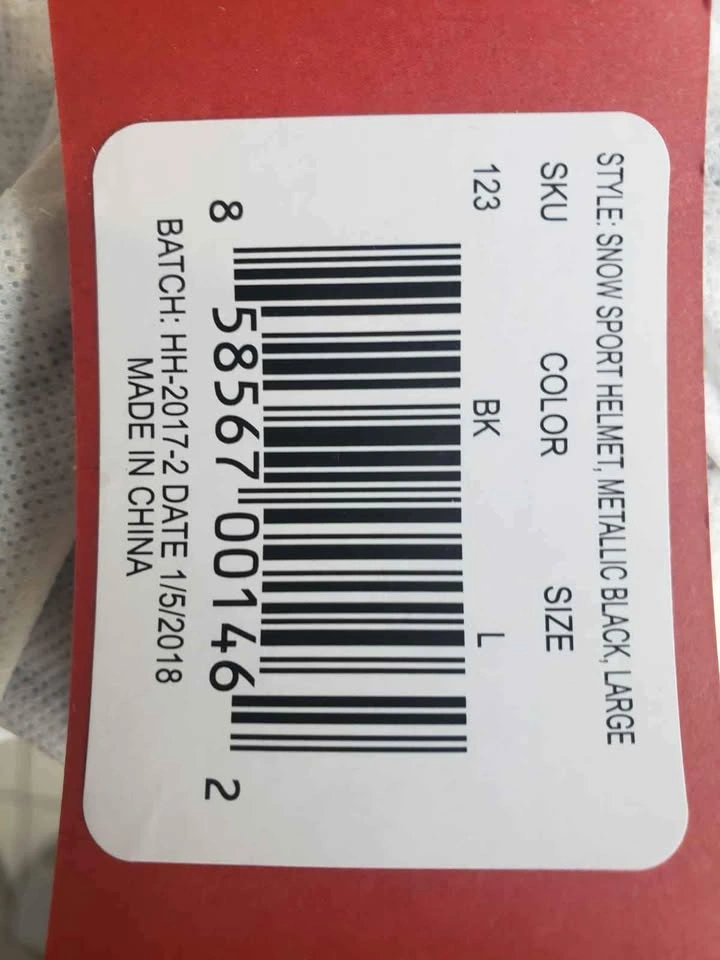 STYLE: SNOW SPORT HELMET, METALLIC BLACK, LARGE
SKU COLOR SIZE
123 BK L
8 58567 00146 2
BATCH: HH-2017-2 DATE 1/5/2018
MADE IN CHINA